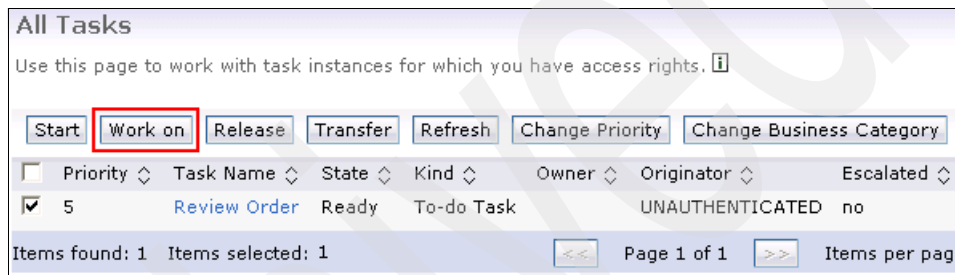 All Tasks
Use this page to work with task instances for which you have access rights. i
Start Work on Release Transfer Refresh Change Priority Change Business Category
Priority Task Name State Kind Owner Originator Escalated
5 Review Order Ready To-do Task UNAUTHENTICATED no
Items found: 1 Items selected: 1 << Page 1 of 1 >> Items per pag